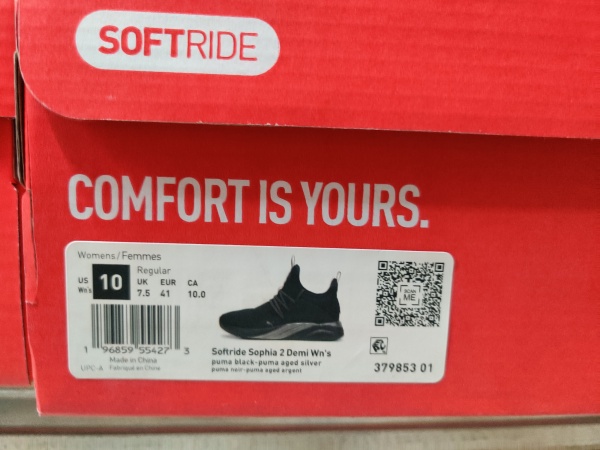 SOFTRIDE
COMFORT IS YOURS.
Womens/Femmes
Regular
US Wn's 10 UK 7.5 EUR 41 CA 10.0
SCAN ME
1 96859 55427 3
Made in China
UPC-A Fabriqué en Chine
Softride Sophia 2 Demi Wn's
puma black-puma aged silver
puma noir-puma aged argent
379853 01